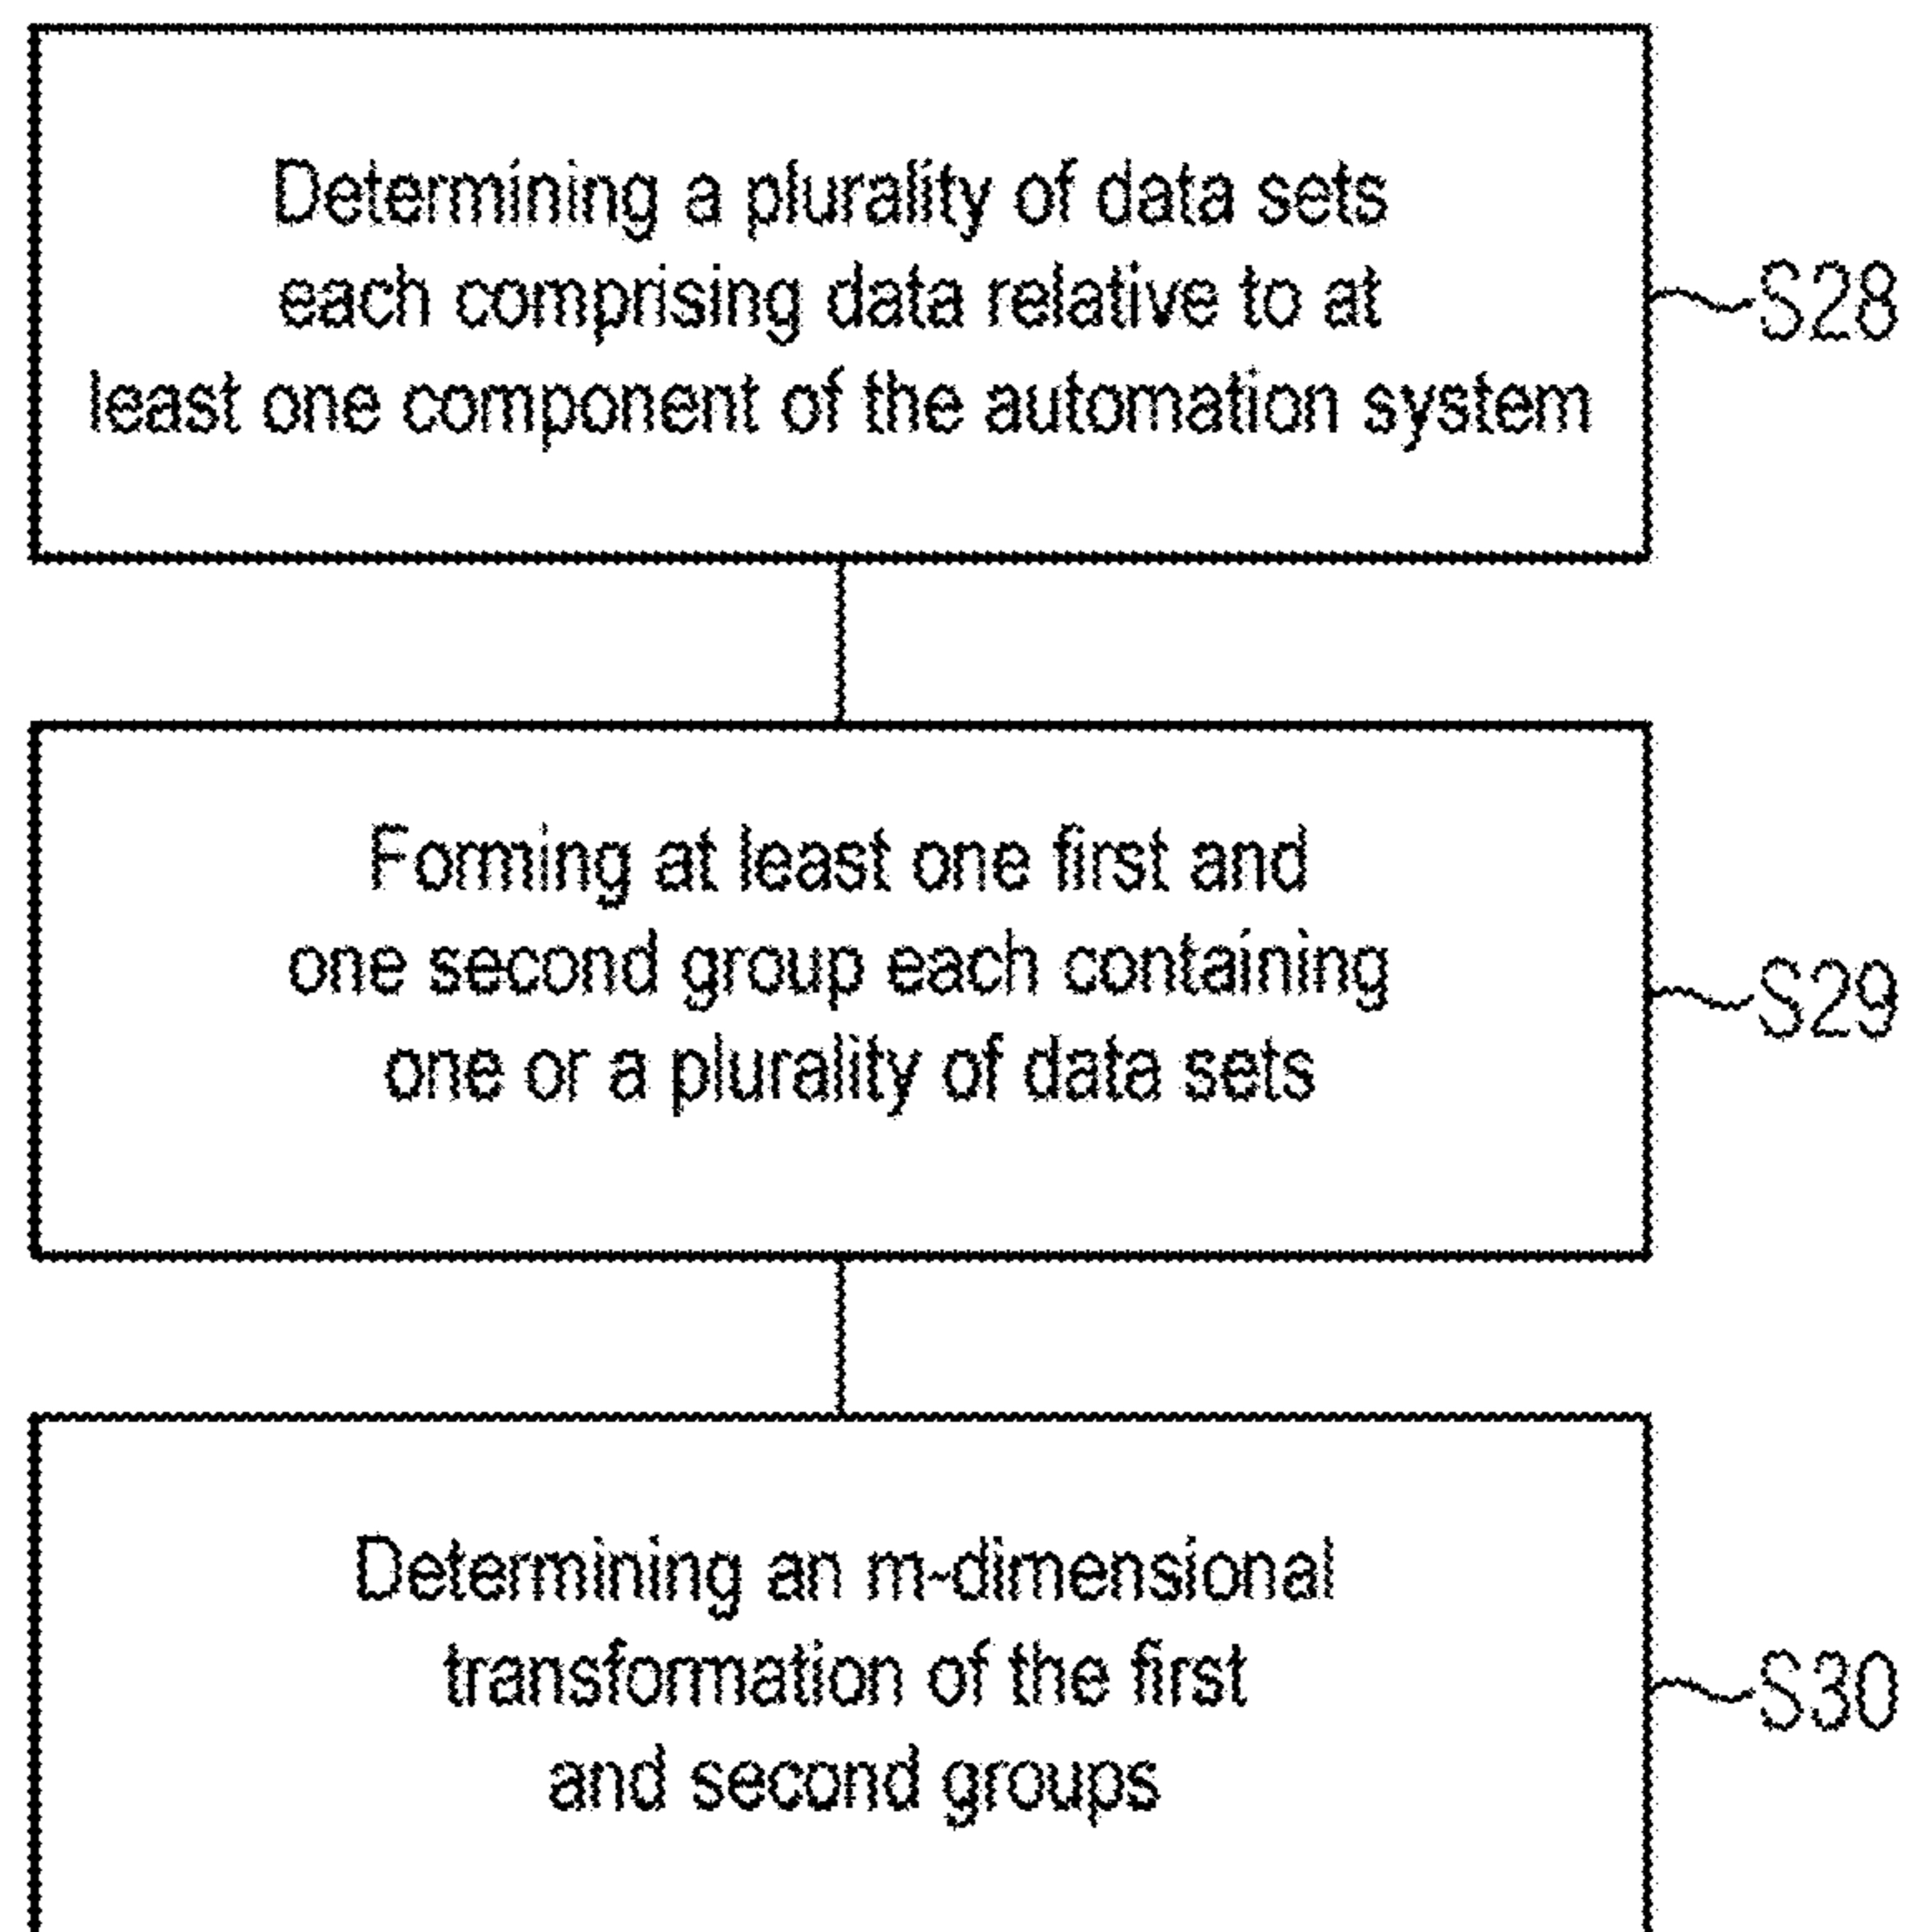 Determining a plurality of data sets
each comprising data relative to at
least one component of the automation system
S28
Forming at least one first and
one second group each containing
one or a plurality of data sets
S29
Determining an m-dimensional
transformation of the first
and second groups
S30